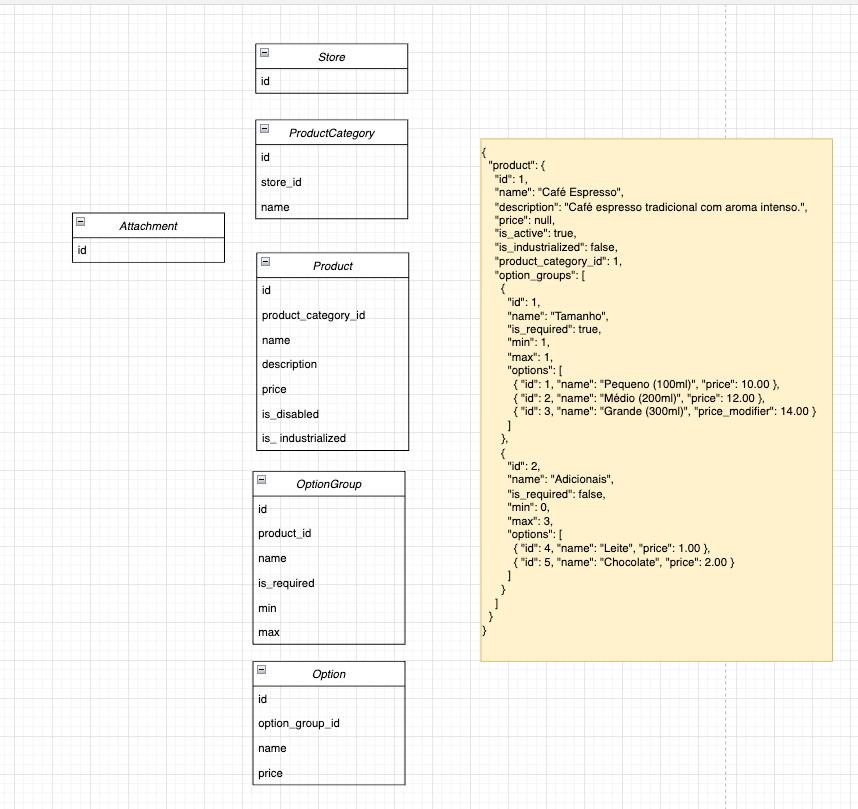 Store
id
ProductCategory
id
store_id
name
Attachment
id
Product
id
product_category_id
name
description
price
is_disabled
is_ industrialized
OptionGroup
id
product_id
name
is_required
min
max
Option
id
option_group_id
name
price
{
"product": {
"id": 1,
"name": "Café Espresso",
"description": "Café espresso tradicional com aroma intenso.",
"price": null,
"is_active": true,
"is_industrialized": false,
"product_category_id": 1,
"option_groups": [
{
"id": 1,
"name": "Tamanho",
"is_required": true,
"min": 1,
"max": 1,
"options": [
{ "id": 1, "name": "Pequeno (100ml)", "price": 10.00 },
{ "id": 2, "name": "Médio (200ml)", "price": 12.00 },
{ "id": 3, "name": "Grande (300ml)", "price_modifier": 14.00 }
]
},
{
"id": 2,
"name": "Adicionais",
"is_required": false,
"min": 0,
"max": 3,
"options": [
{ "id": 4, "name": "Leite", "price": 1.00 },
{ "id": 5, "name": "Chocolate", "price": 2.00 }
]
}
]
}
}